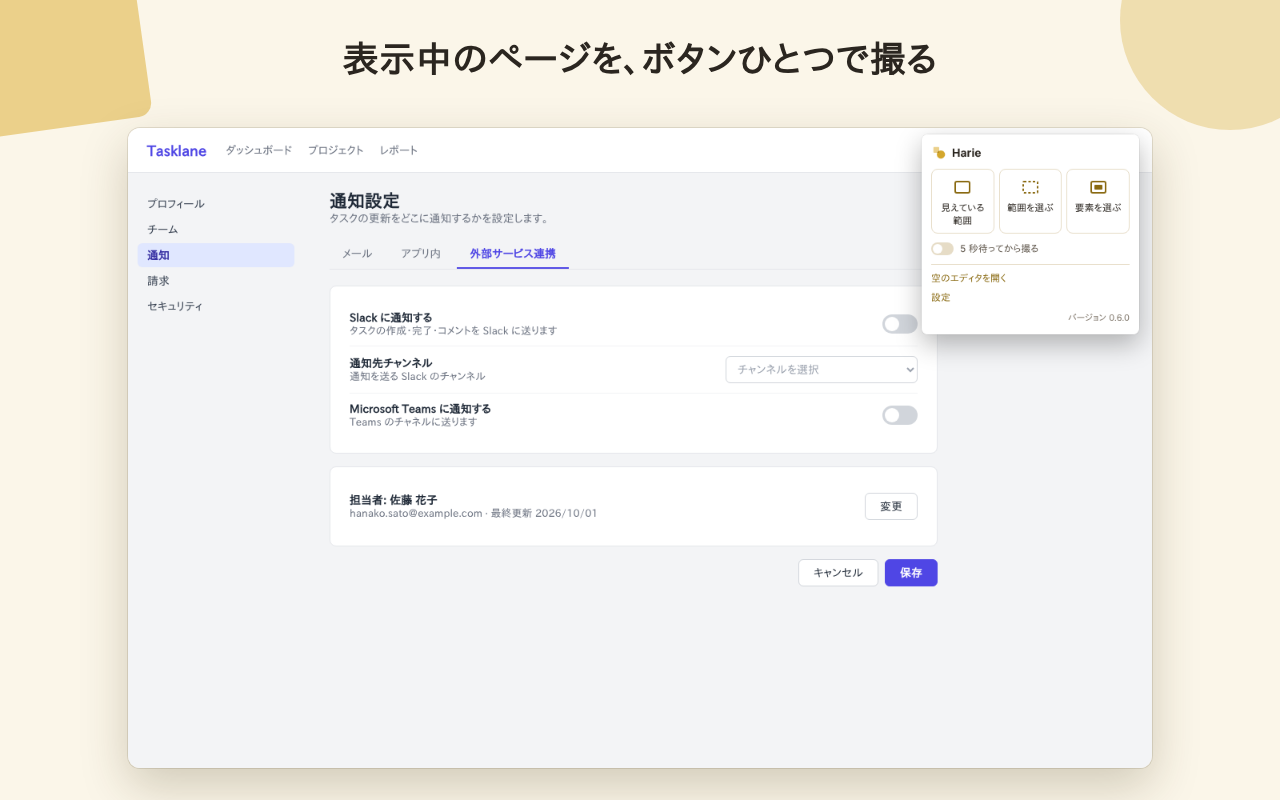 表示中のページを、ボタンひとつで撮る
Tasklane
ダッシュボード
プロジェクト
レポート
Harie
見えている
範囲
範囲を選ぶ
要素を選ぶ
5 秒待ってから撮る
空のエディタを開く
設定
バージョン 0.6.0
プロフィール
チーム
通知
請求
セキュリティ
通知設定
タスクの更新をどこに通知するかを設定します。
メール
アプリ内
外部サービス連携
Slack に通知する
タスクの作成・完了・コメントを Slack に送ります
通知先チャンネル
通知を送る Slack のチャンネル
チャンネルを選択
Microsoft Teams に通知する
Teams のチャネルに送ります
担当者: 佐藤 花子
hanako.sato@example.com · 最終更新 2026/10/01
変更
キャンセル
保存